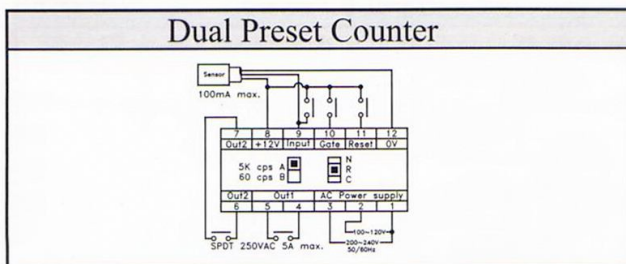 Dual Preset Counter
Sensor
100mA max.
7 8 9 10 11 12
Out2 +12V Input Gate Reset 0V
5K cps A
60 cps B
N
R
C
Out2 Out1 AC Power supply
6 5 4 3 2 1
100~120V
200~240V
50/60Hz
SPDT 250VAC 5A max.